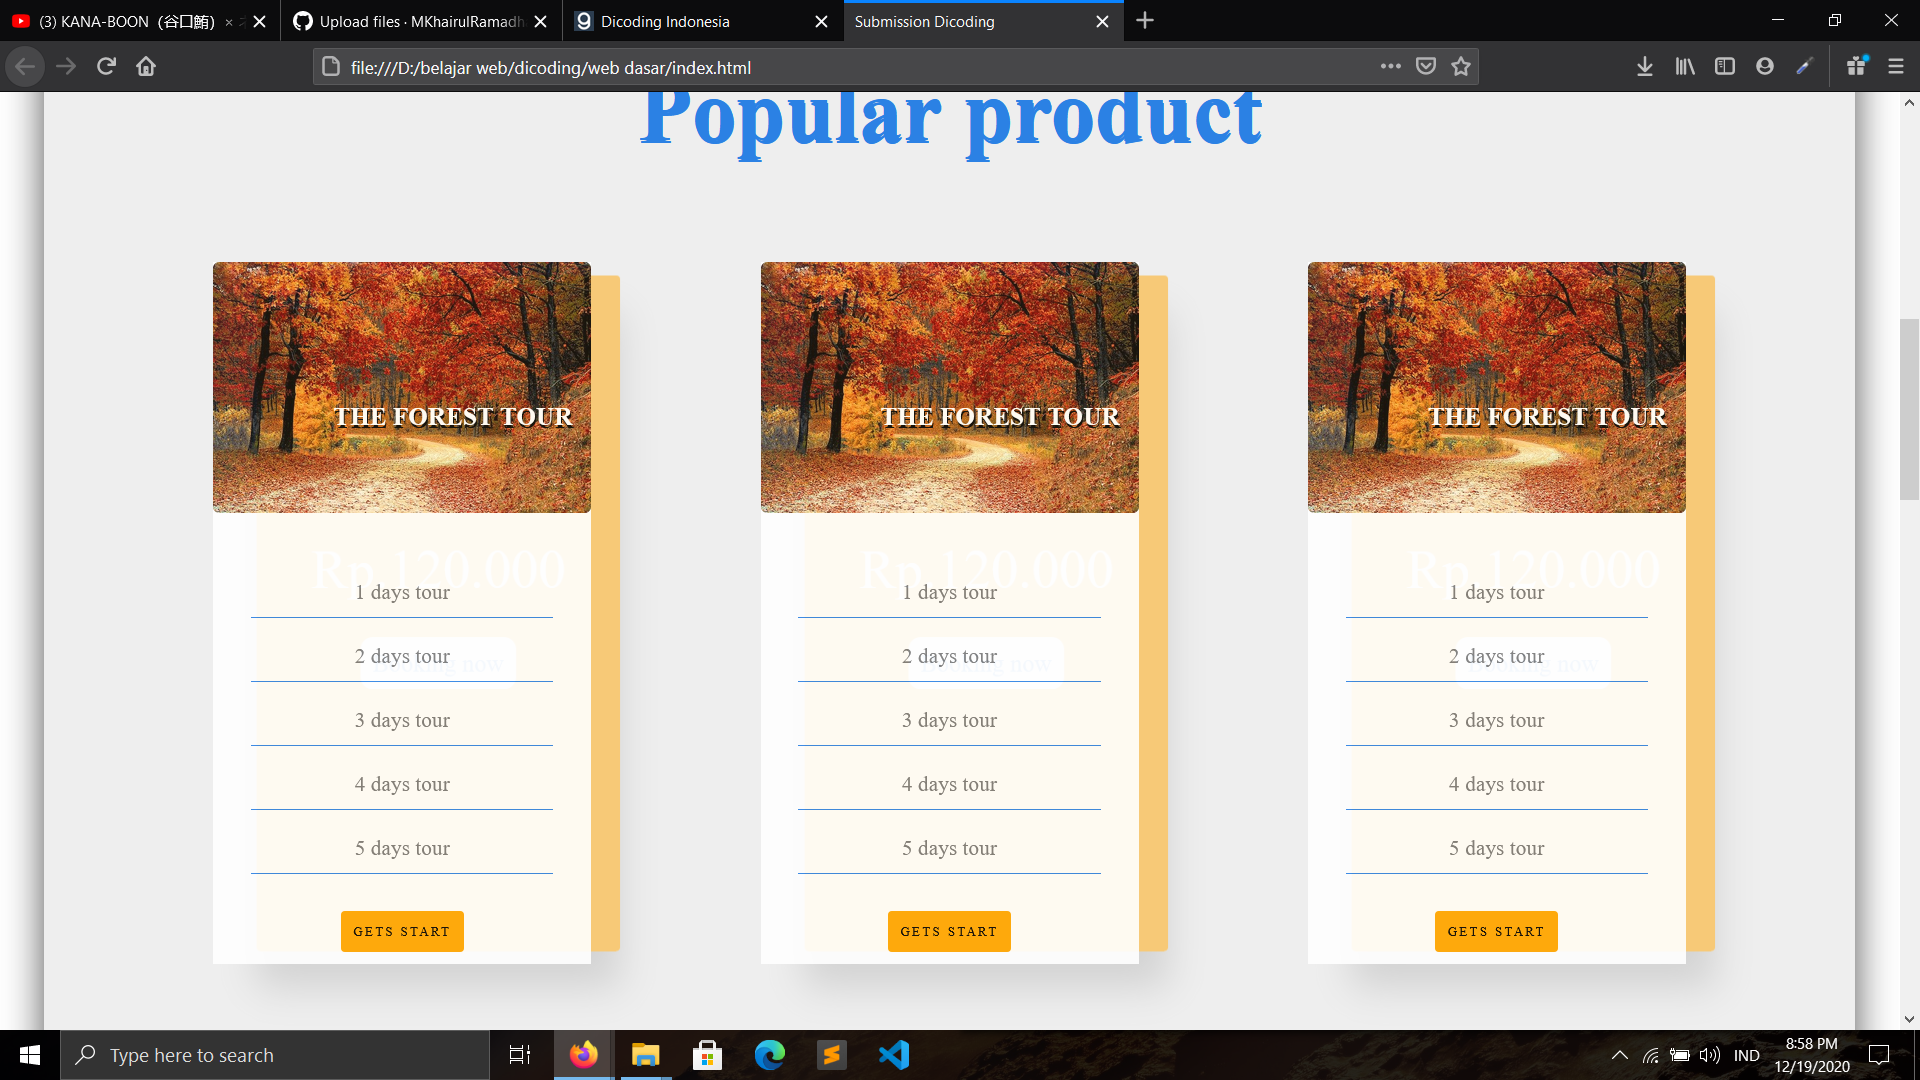 (3) KANA-BOON（谷口鮪）
Upload files · MKhairulRamadh
Dicoding Indonesia
Submission Dicoding
file:///D:/belajar web/dicoding/web dasar/index.html
Popular product
THE FOREST TOUR
THE FOREST TOUR
THE FOREST TOUR
Rp 120.000
Rp 120.000
Rp 120.000
1 days tour
1 days tour
1 days tour
2 days tour
2 days tour
2 days tour
now
now
now
3 days tour
3 days tour
3 days tour
4 days tour
4 days tour
4 days tour
5 days tour
5 days tour
5 days tour
GETS START
GETS START
GETS START
Type here to search
IND
8:58 PM
12/19/2020